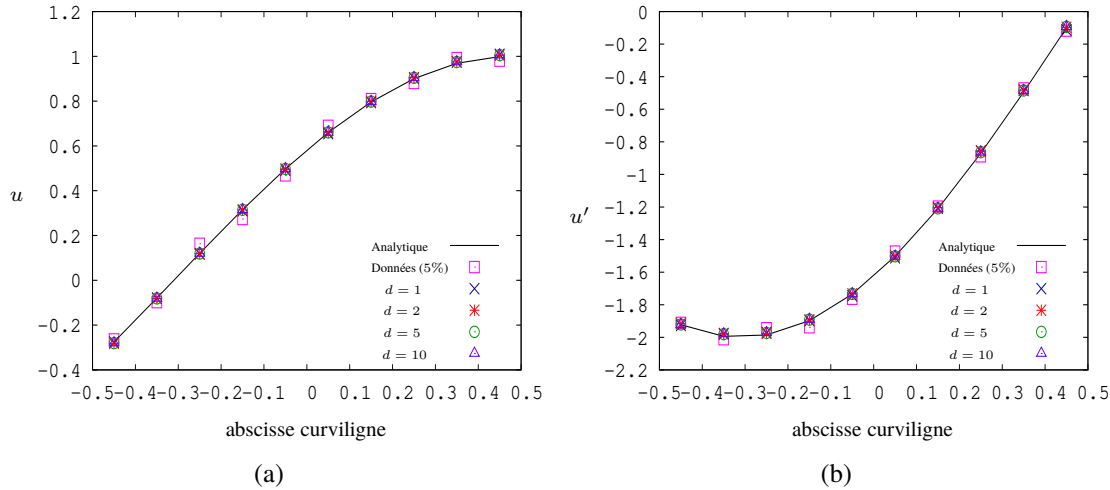 1.2
1
0.8
0.6
0.4
0.2
0
-0.2
-0.4
u
Analytique
Données (5%)
d = 1
d = 2
d = 5
d = 10
-0.5 -0.4 -0.3 -0.2 -0.1 0 0.1 0.2 0.3 0.4 0.5
abscisse curviligne
(a)
0
-0.2
-0.4
-0.6
-0.8
-1
-1.2
-1.4
-1.6
-1.8
-2
-2.2
u′
Analytique
Données (5%)
d = 1
d = 2
d = 5
d = 10
-0.5 -0.4 -0.3 -0.2 -0.1 0 0.1 0.2 0.3 0.4 0.5
abscisse curviligne
(b)